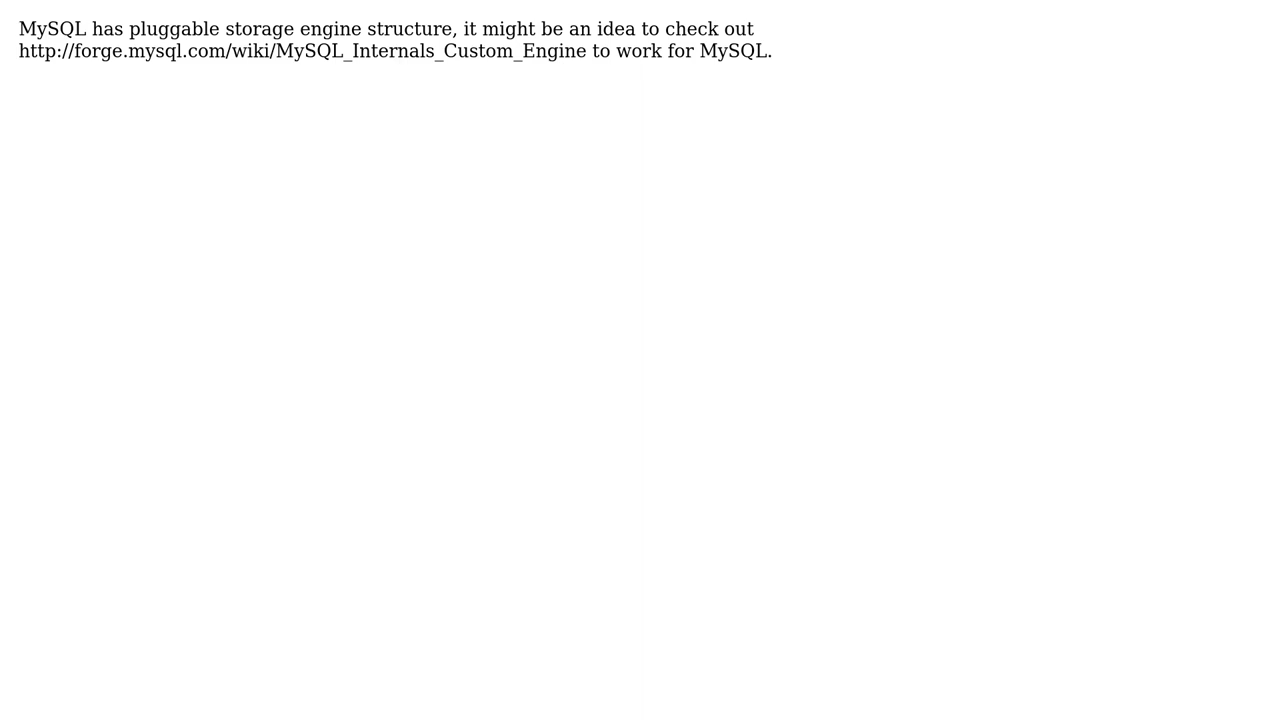 MySQL has pluggable storage engine structure, it might be an idea to check out
http://forge.mysql.com/wiki/MySQL_Internals_Custom_Engine to work for MySQL.